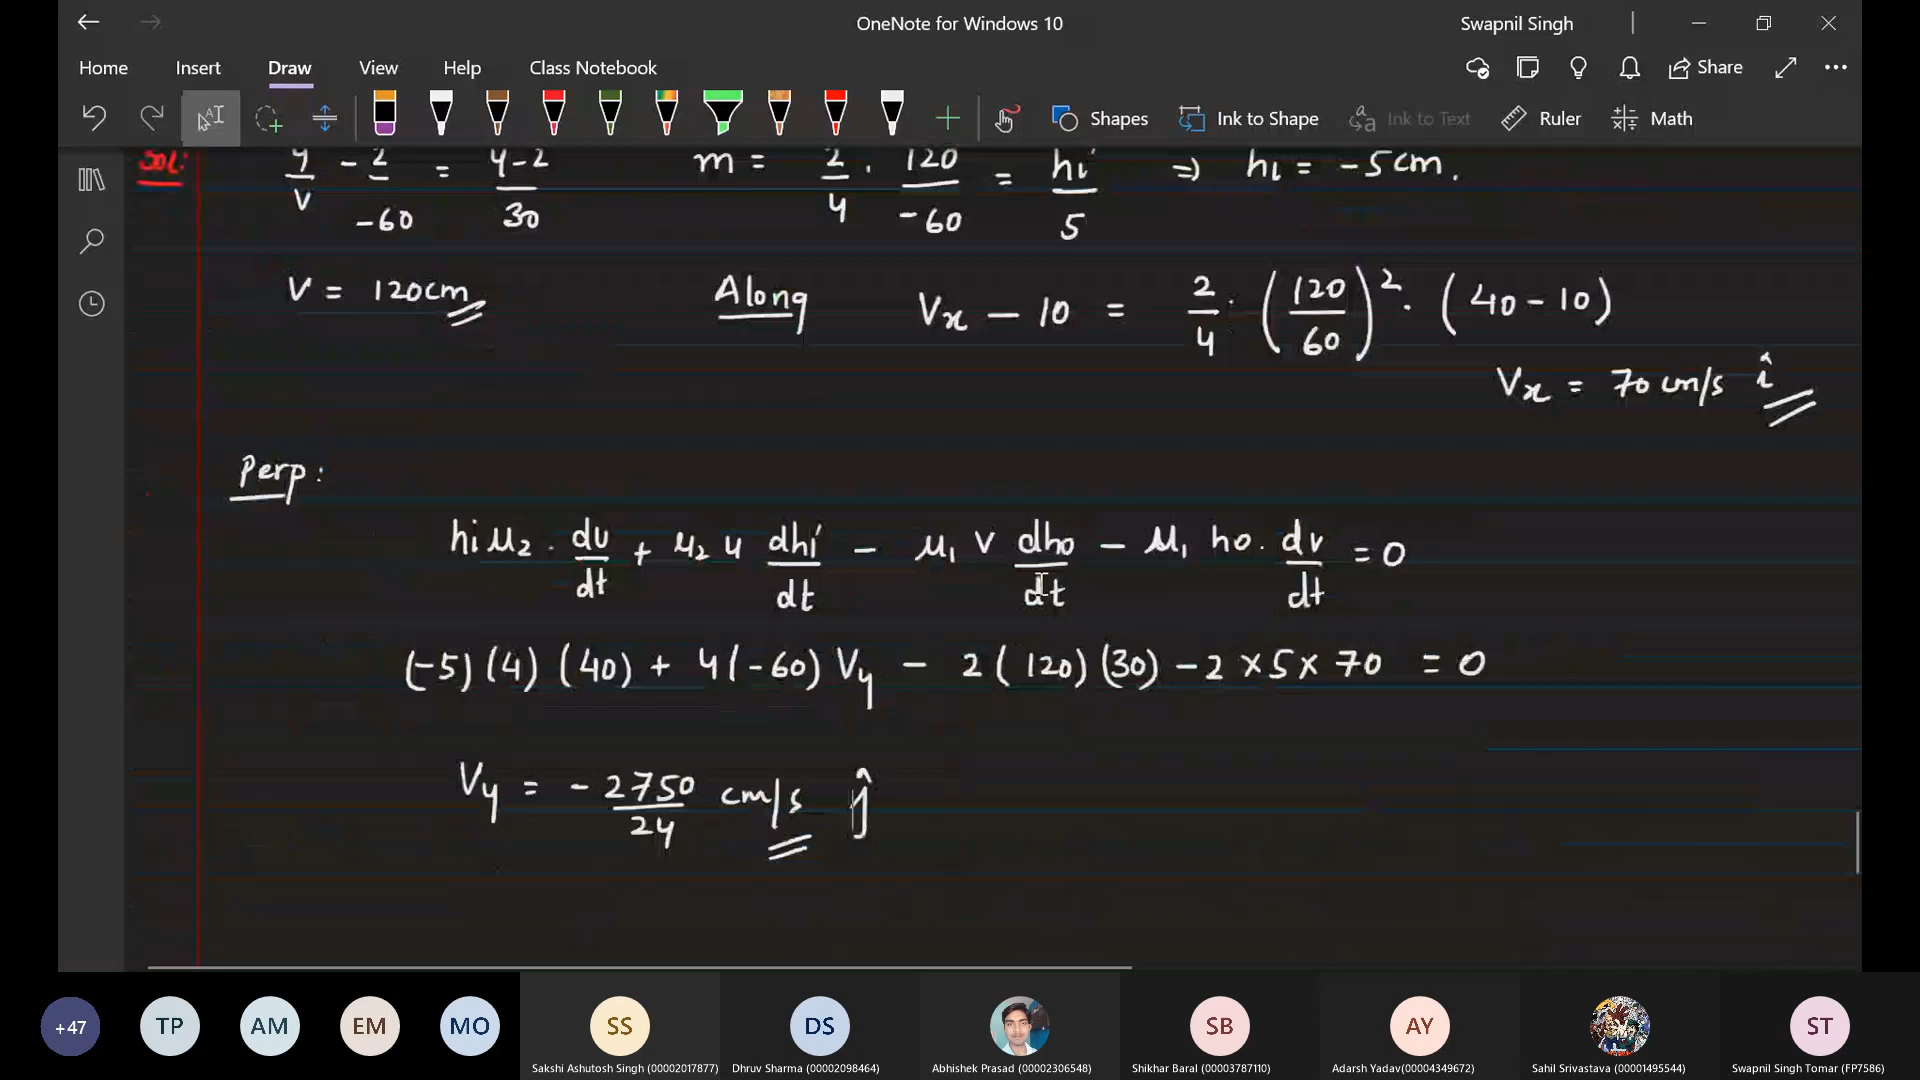 OneNote for Windows 10
Swapnil Singh
Home Insert Draw View Help Class Notebook Share
Shapes Ink to Shape Ink to Text Ruler Math
Sol:
4/v - 2/-60 = 4-2/30 m = 2/4 · 120/-60 = hi/5 ⇒ hi = -5cm.
v = 120cm Along Vx - 10 = 2/4 · (120/60)² · (40-10)
Vx = 70 cm/s î
Perp:
hi μ₂ · du/dt + μ₂ u dhi/dt - μ₁ v dho/dt - μ₁ ho · dv/dt = 0
(-5)(4)(40) + 4(-60) Vy - 2(120)(30) - 2×5×70 = 0
Vy = -2750/24 cm/s ĵ
+47 TP AM EM MO SS DS SB AY ST
Sakshi Ashutosh Singh (00002017877) Dhruv Sharma (00002098464) Abhishek Prasad (00002306548) Shikhar Baral (00003787110) Adarsh Yadav(00004349672) Sahil Srivastava (00001495544) Swapnil Singh Tomar (FP7586)